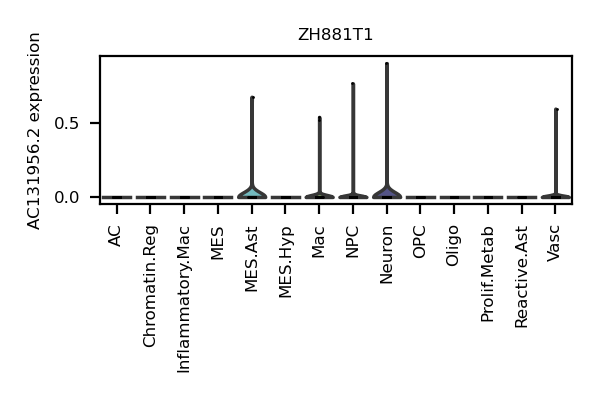 ZH881T1
AC131956.2 expression
0.5
0.0
AC
Chromatin.Reg
Inflammatory.Mac
MES
MES.Ast
MES.Hyp
Mac
NPC
Neuron
OPC
Oligo
Prolif.Metab
Reactive.Ast
Vasc